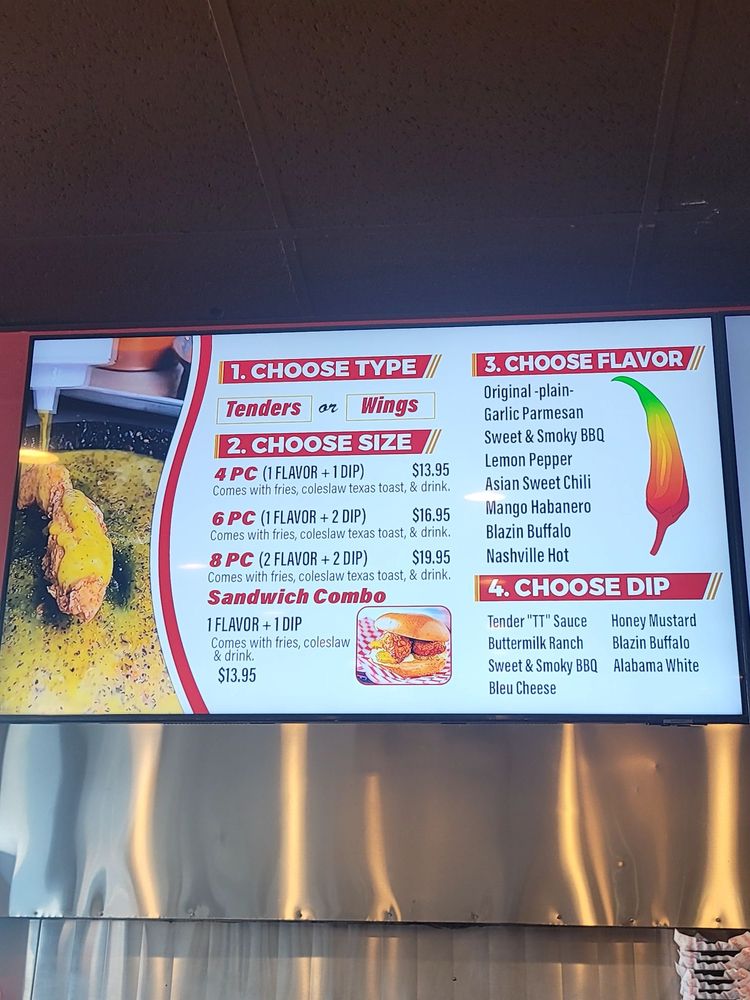 1. CHOOSE TYPE
Tenders or Wings
2. CHOOSE SIZE
4 PC (1 FLAVOR + 1 DIP) $13.95
Comes with fries, coleslaw texas toast, & drink.
6 PC (1 FLAVOR + 2 DIP) $16.95
Comes with fries, coleslaw texas toast, & drink.
8 PC (2 FLAVOR + 2 DIP) $19.95
Comes with fries, coleslaw texas toast, & drink.
Sandwich Combo
1 FLAVOR + 1 DIP
Comes with fries, coleslaw
& drink.
$13.95
3. CHOOSE FLAVOR
Original -plain-
Garlic Parmesan
Sweet & Smoky BBQ
Lemon Pepper
Asian Sweet Chili
Mango Habanero
Blazin Buffalo
Nashville Hot
4. CHOOSE DIP
Tender "TT" Sauce Honey Mustard
Buttermilk Ranch Blazin Buffalo
Sweet & Smoky BBQ Alabama White
Bleu Cheese